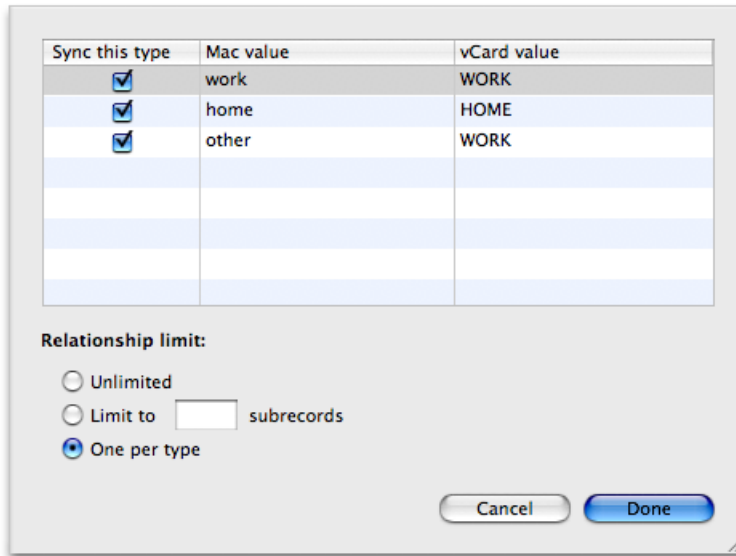 Sync this type Mac value vCard value
work WORK
home HOME
other WORK
Relationship limit:
Unlimited
Limit to subrecords
One per type
Cancel Done